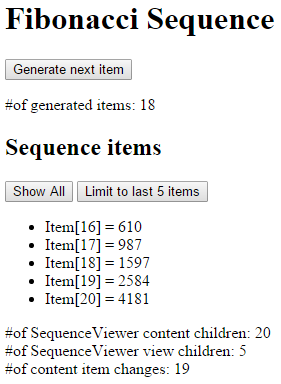 Fibonacci Sequence
Generate next item
#of generated items: 18
Sequence items
Show All Limit to last 5 items
Item[16] = 610
Item[17] = 987
Item[18] = 1597
Item[19] = 2584
Item[20] = 4181
#of SequenceViewer content children: 20
#of SequenceViewer view children: 5
#of content item changes: 19